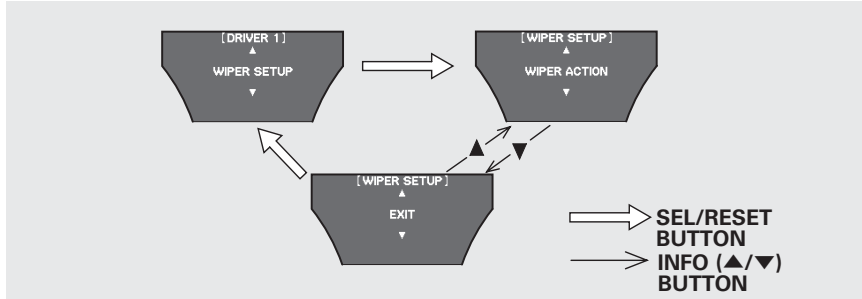 [DRIVER 1]
▲
WIPER SETUP
▼
[WIPER SETUP]
▲
WIPER ACTION
▼
▲ ▼
[WIPER SETUP]
▲
EXIT
▼
SEL/RESET
BUTTON
INFO (▲/▼)
BUTTON